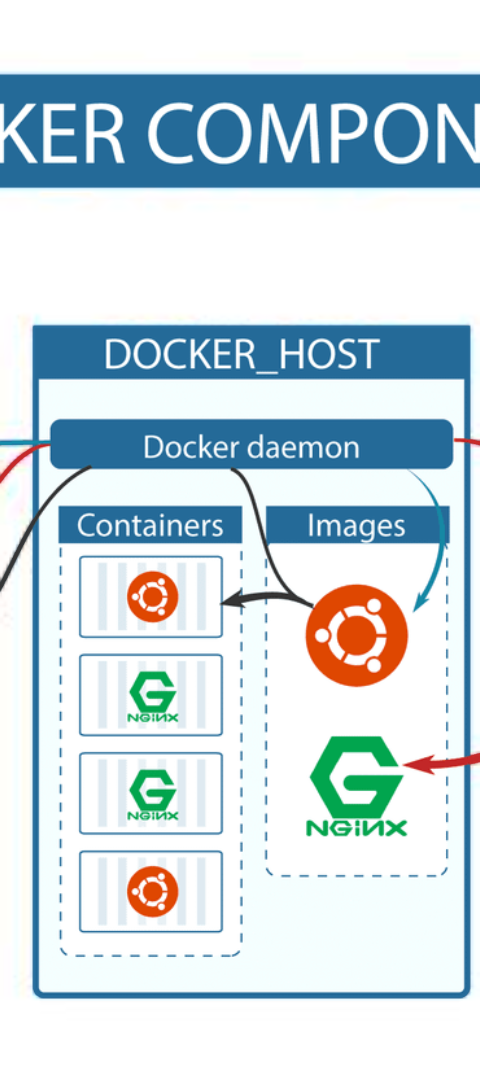 KER COMPON
DOCKER_HOST
Docker daemon
Containers
Images
NGiNX
NGiNX
NGiNX